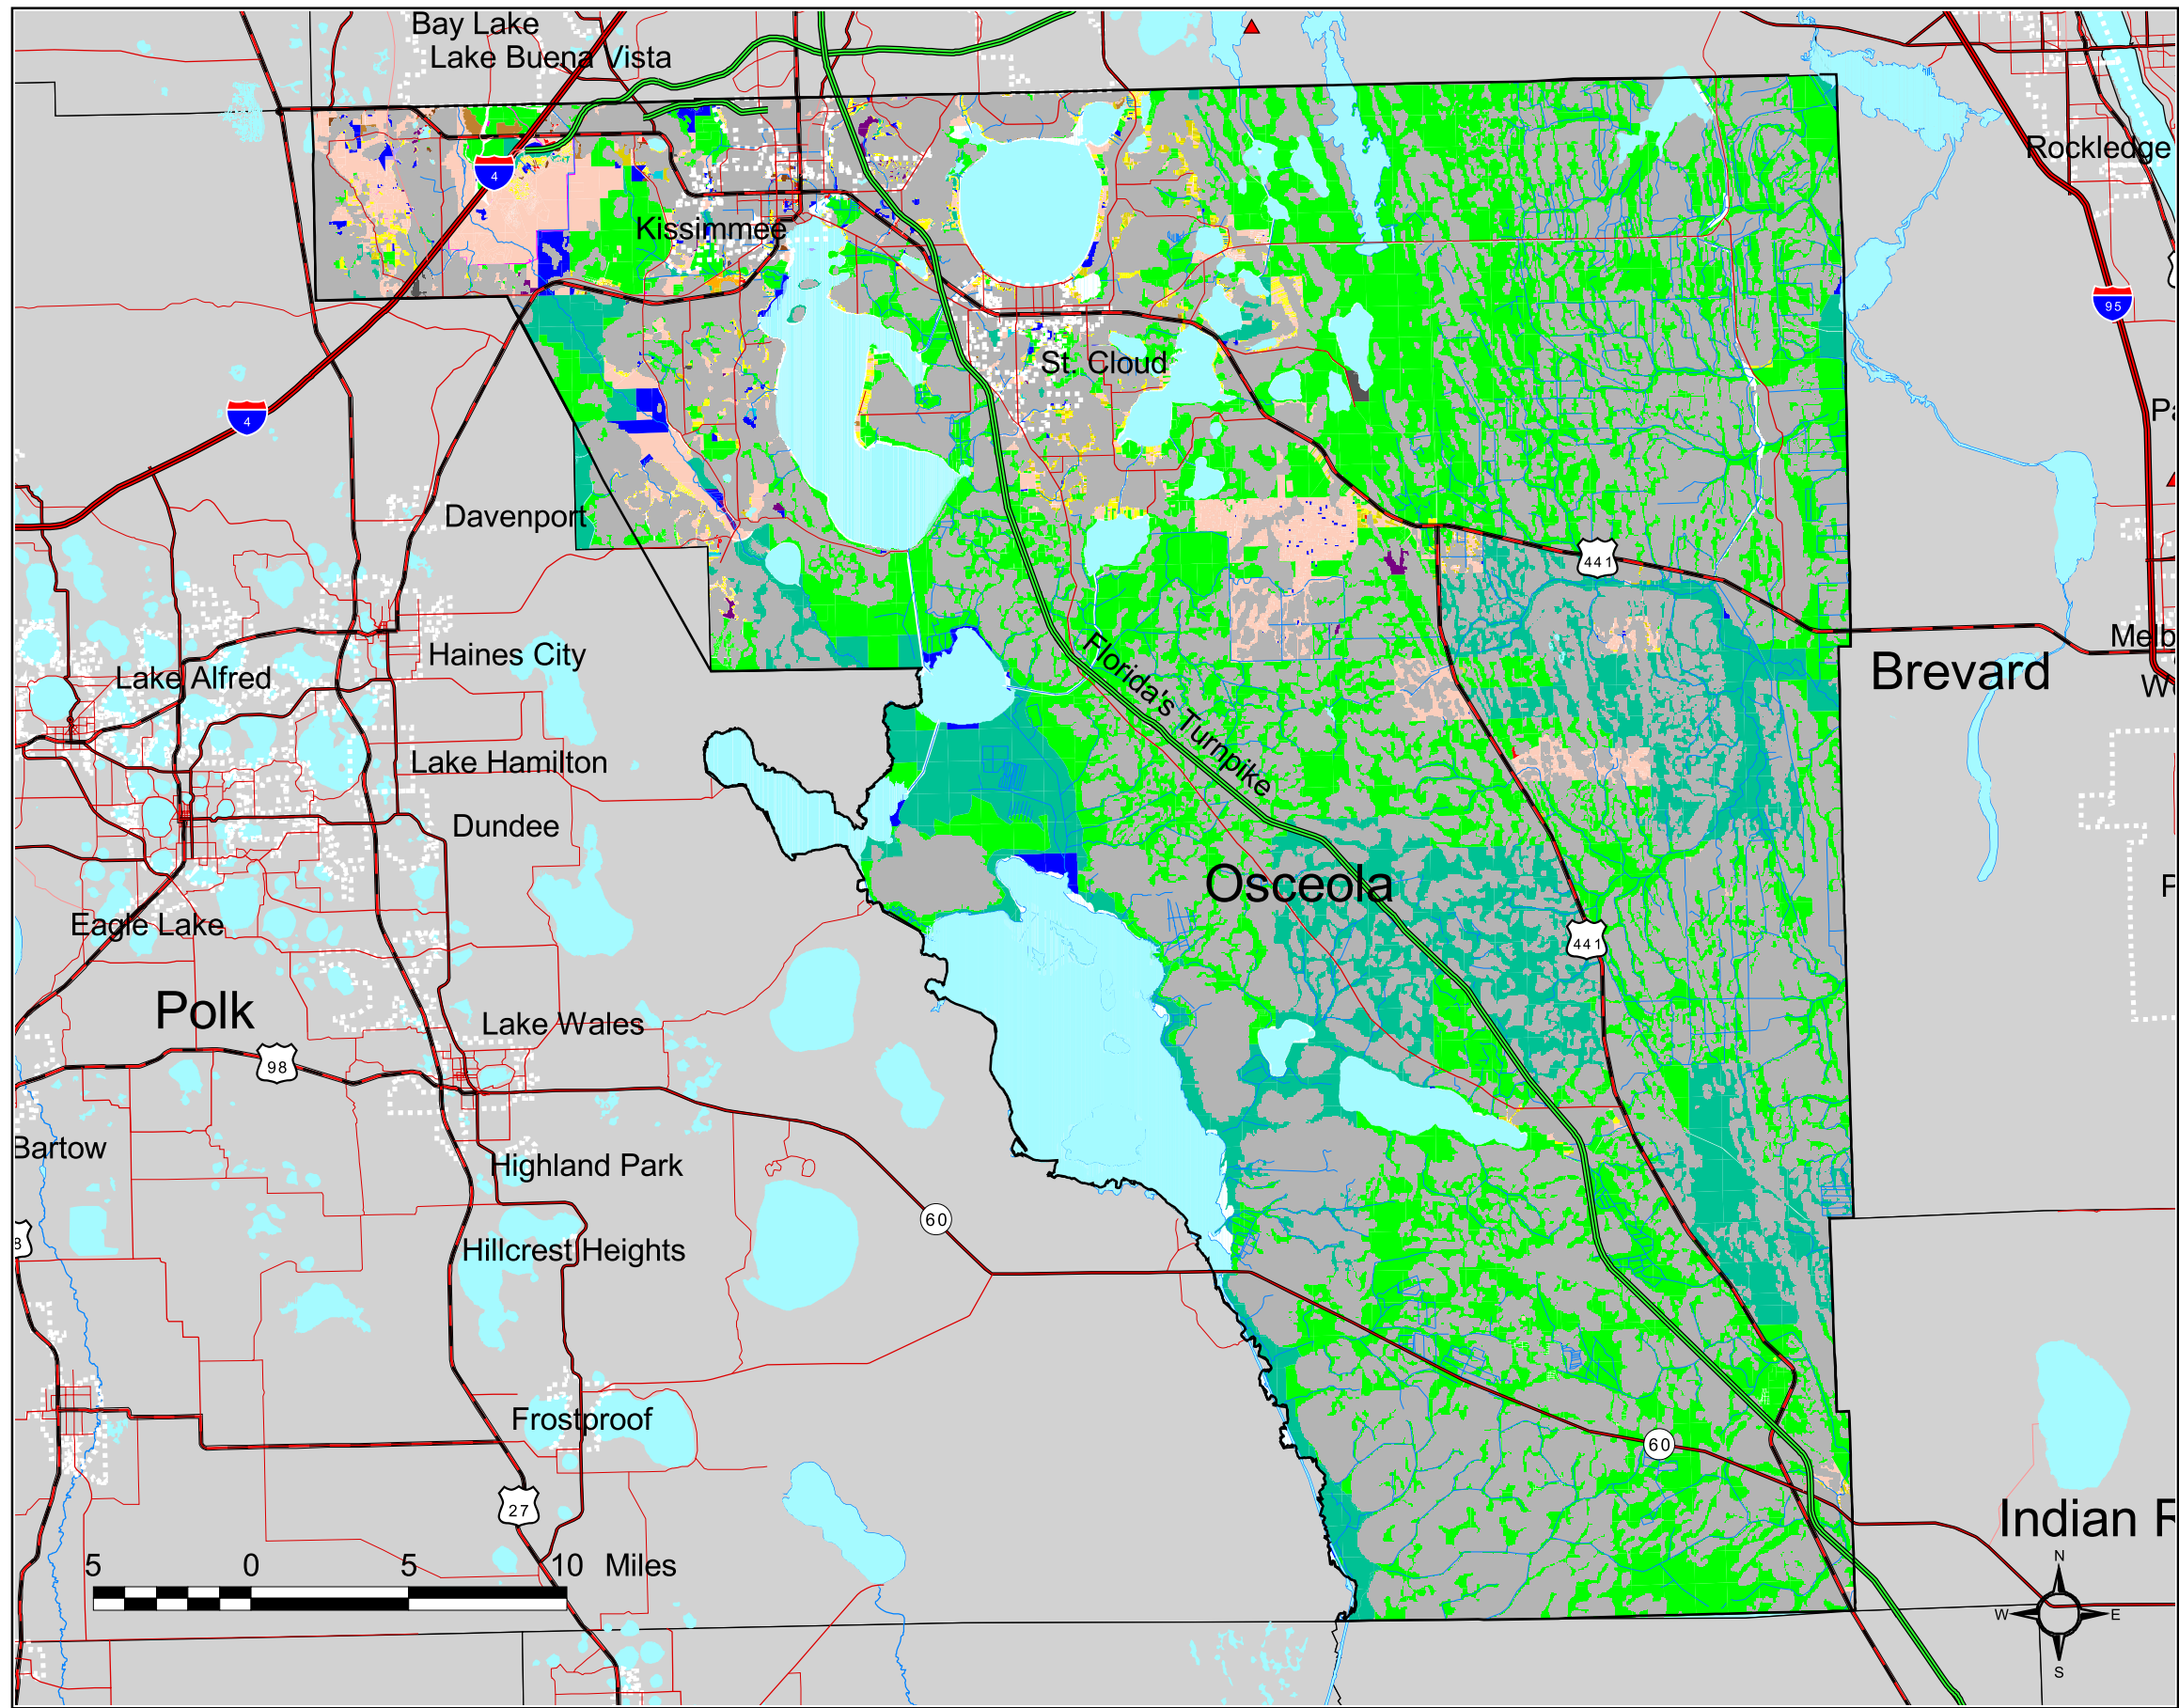 Bay Lake
Lake Buena Vista
Rockledge
4
Kissimmee
95
St. Cloud
4
Davenport
441
Florida's Turnpike
Haines City
Lake Alfred
Brevard
Lake Hamilton
Dundee
Osceola
Eagle Lake
441
Polk
Lake Wales
98
Bartow
Highland Park
60
8
Hillcrest Heights
Frostproof
60
27
Indian R
5 0 5 10 Miles
N
W E
S